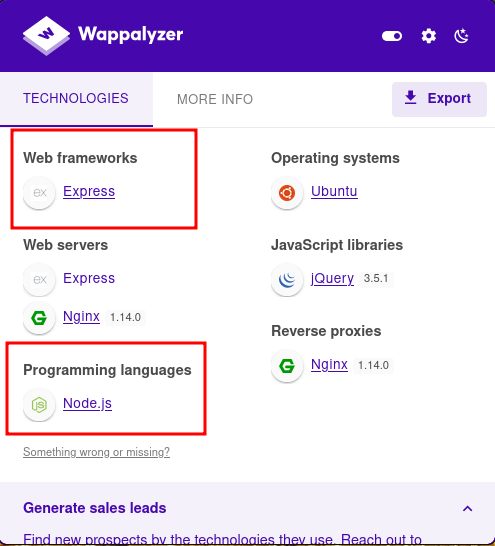 Wappalyzer
TECHNOLOGIES
MORE INFO
Export
Web frameworks
ex
Express
Web servers
ex
Express
Nginx 1.14.0
Programming languages
Node.js
Something wrong or missing?
Operating systems
Ubuntu
JavaScript libraries
jQuery 3.5.1
Reverse proxies
Nginx 1.14.0
Generate sales leads
Find new prospects by the technologies they use. Reach out to